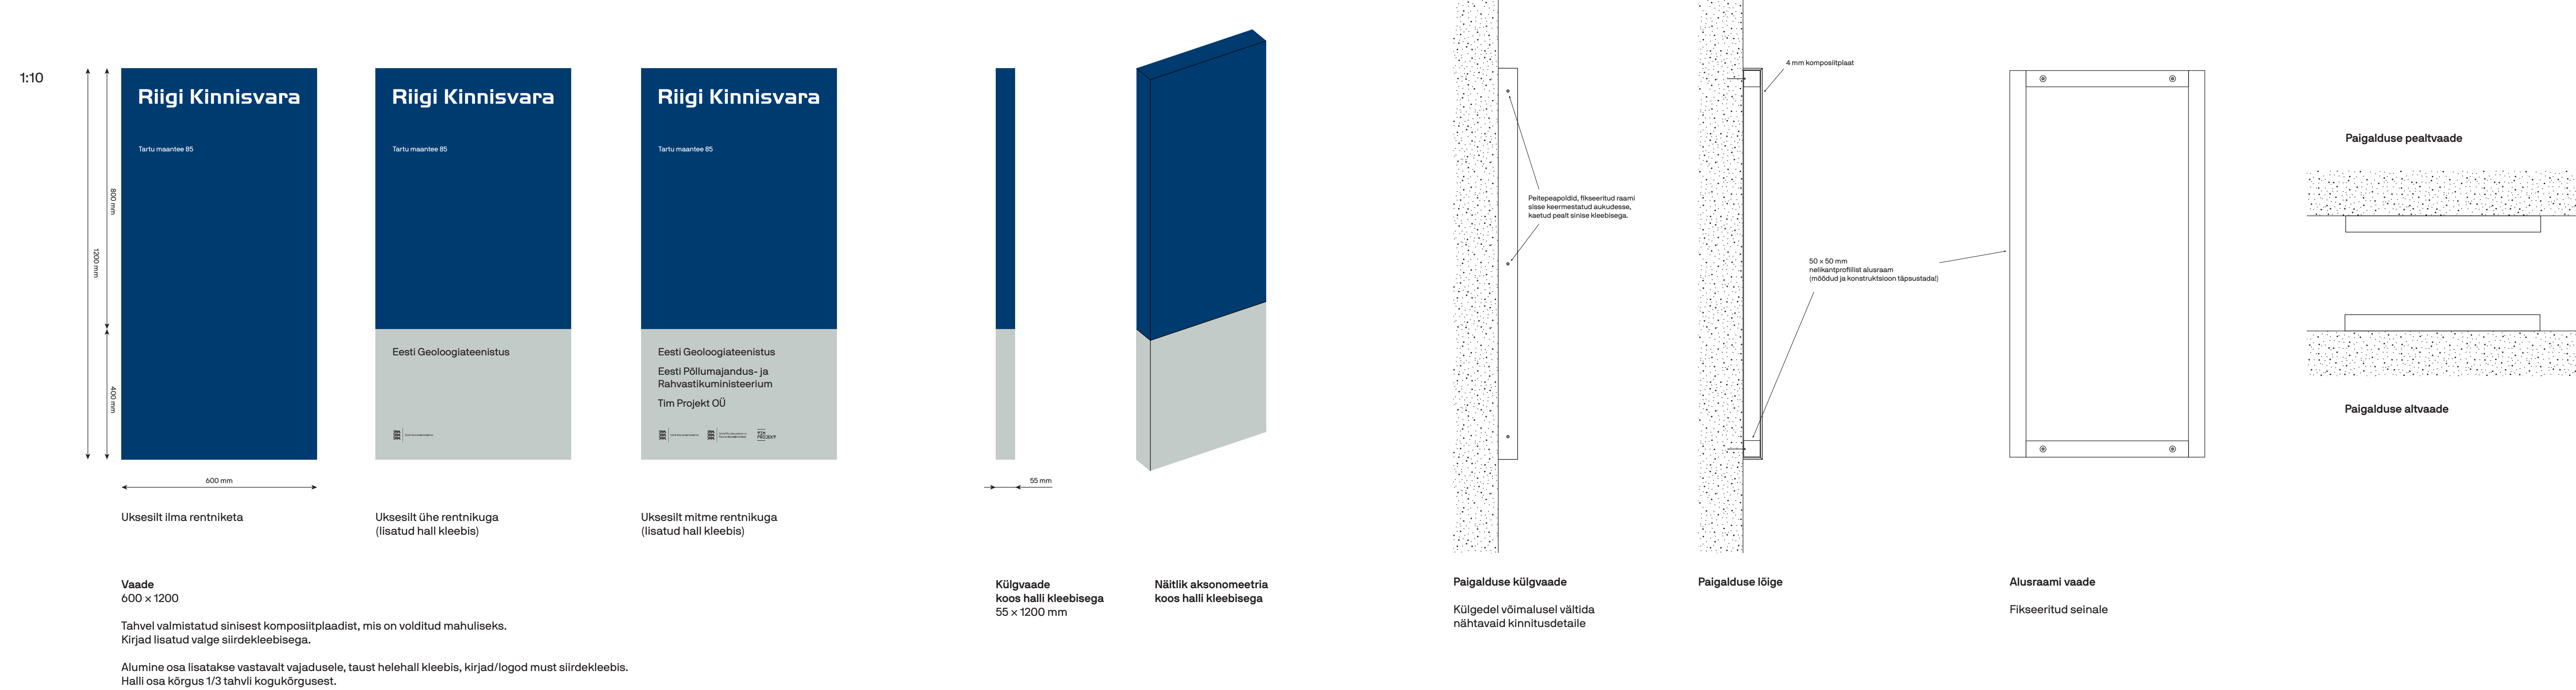 1:10
1200 mm
800 mm
400 mm
600 mm
Riigi Kinnisvara
Tartu maantee 85
Uksesilt ilma rentniketa
Riigi Kinnisvara
Tartu maantee 85
Eesti Geoloogiateenistus
Uksesilt ühe rentnikuga
(lisatud hall kleebis)
Riigi Kinnisvara
Tartu maantee 85
Eesti Geoloogiateenistus
Eesti Põllumajandus- ja
Rahvastikuministeerium
Tim Projekt OÜ
TIM
PROJEKT
Uksesilt mitme rentnikuga
(lisatud hall kleebis)
Vaade
600 × 1200
Tahvel valmistatud sinisest komposiitplaadist, mis on volditud mahuliseks.
Kirjad lisatud valge siirdekleebisega.
Alumine osa lisatakse vastavalt vajadusele, taust helehall kleebis, kirjad/logod must siirdekleebis.
Halli osa kõrgus 1/3 tahvli kogukõrgusest.
55 mm
Külgvaade
koos halli kleebisega
55 × 1200 mm
Näitlik aksonomeetria
koos halli kleebisega
Peitepeapoldid, fikseeritud raami
sisse keermestatud aukudesse,
kaetud pealt sinise kleebisega.
Paigalduse külgvaade
Külgedel võimalusel vältida
nähtavaid kinnitusdetaile
4 mm komposiitplaat
50 × 50 mm
nelikantprofiilist alusraam
(mõõdud ja konstruktsioon täpsustada!)
Paigalduse lõige
Alusraami vaade
Fikseeritud seinale
Paigalduse pealtvaade
Paigalduse altvaade